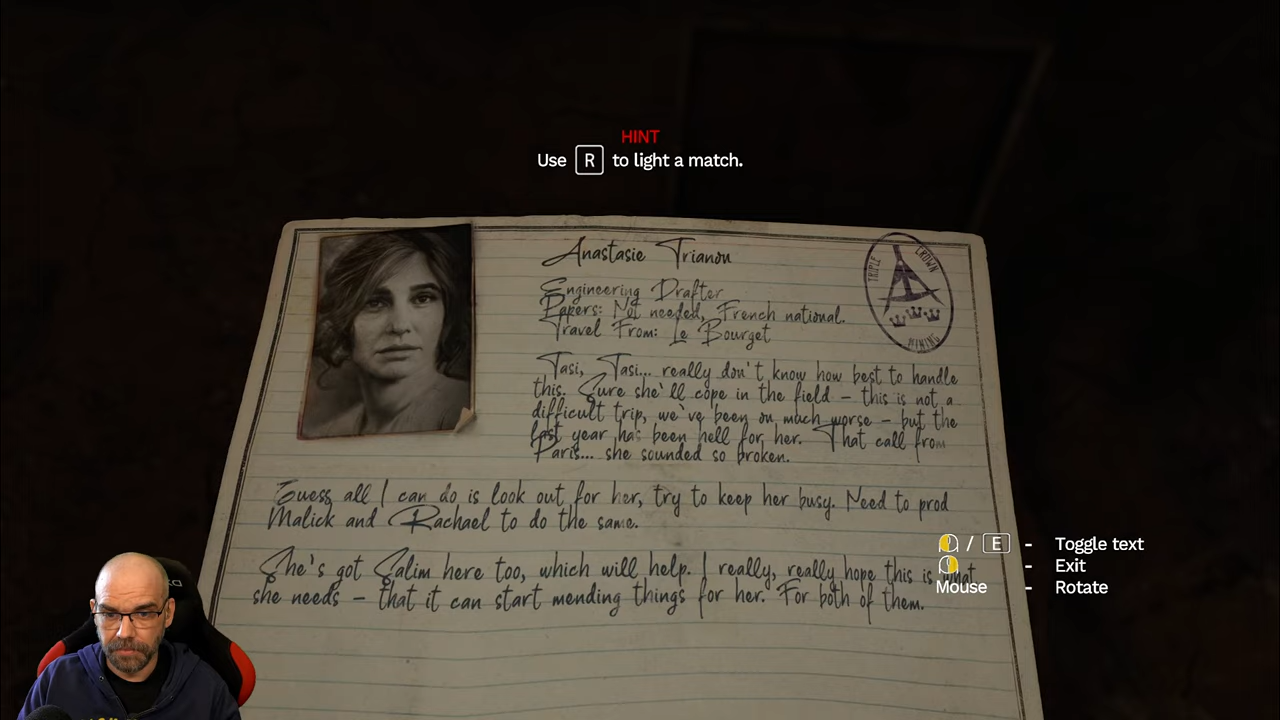 HINT
Use R to light a match.
Anastasie Trianon
TRIPLE CROWN MINING
Engineering Drafter
Papers: Not needed, French national.
Travel From: Le Bourget
Tasi, Tasi... really don't know how best to handle
this. Sure she'll cope in the field – this is not a
difficult trip, we've been on much worse – but the
last year has been hell for her. That call from
Paris... she sounded so broken.
Guess all I can do is look out for her, try to keep her busy. Need to prod
Malick and Rachael to do the same.
She's got Salim here too, which will help. I really, really hope this is what
she needs – that it can start mending things for her. For both of them.
/ E - Toggle text
- Exit
Mouse - Rotate